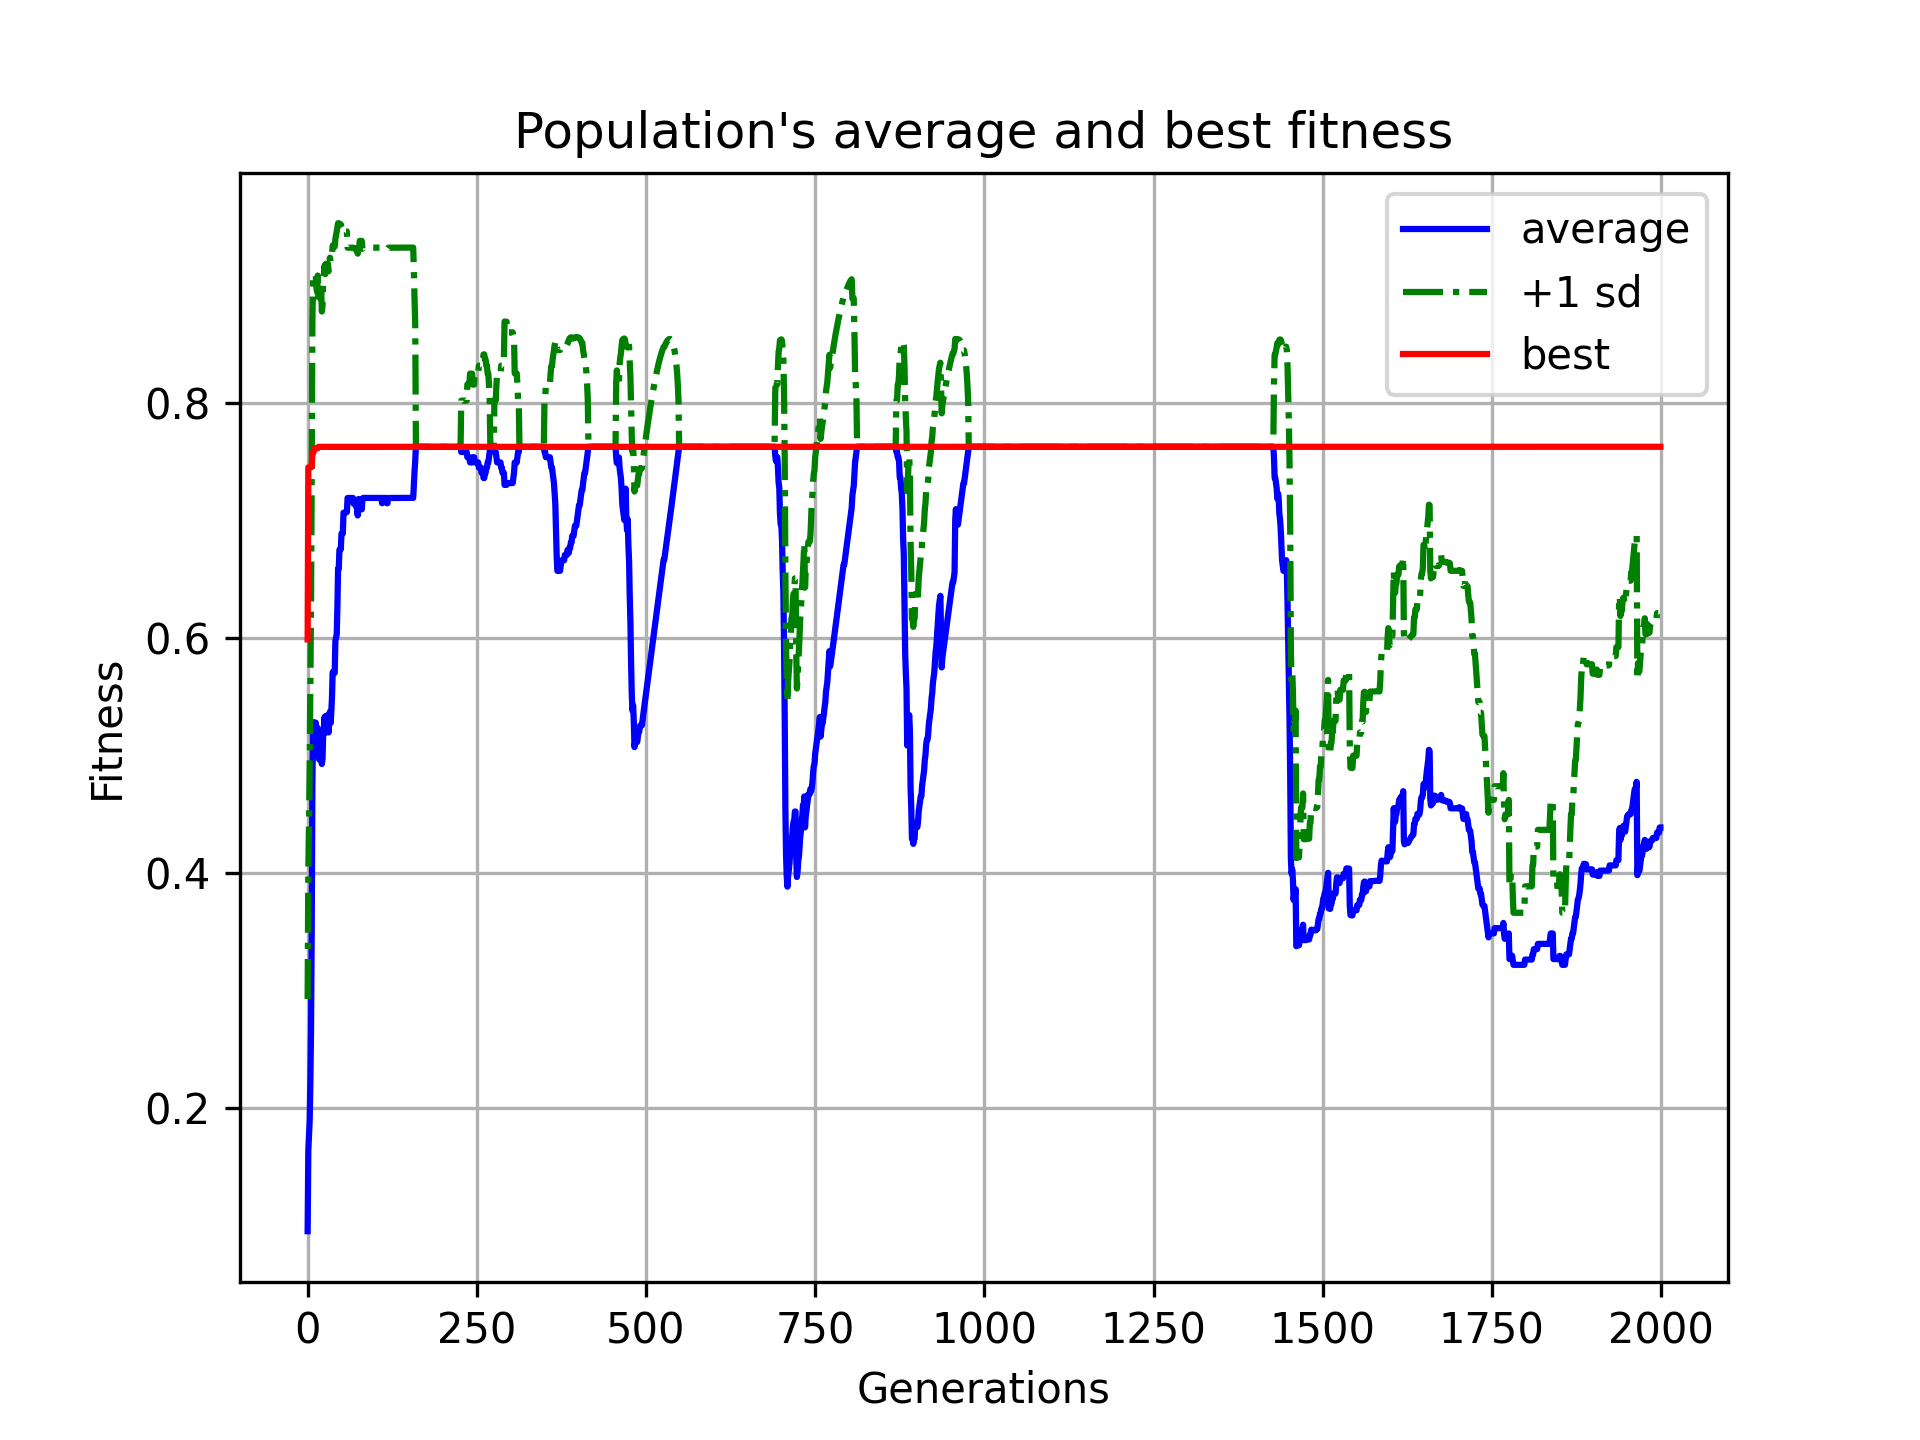 Population's average and best fitness
average
+1 sd
best
Fitness
0.8
0.6
0.4
0.2
0 250 500 750 1000 1250 1500 1750 2000
Generations